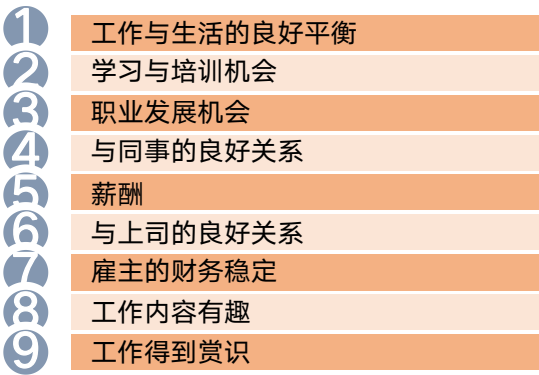 1 工作与生活的良好平衡
2 学习与培训机会
3 职业发展机会
4 与同事的良好关系
5 薪酬
6 与上司的良好关系
7 雇主的财务稳定
8 工作内容有趣
9 工作得到赏识